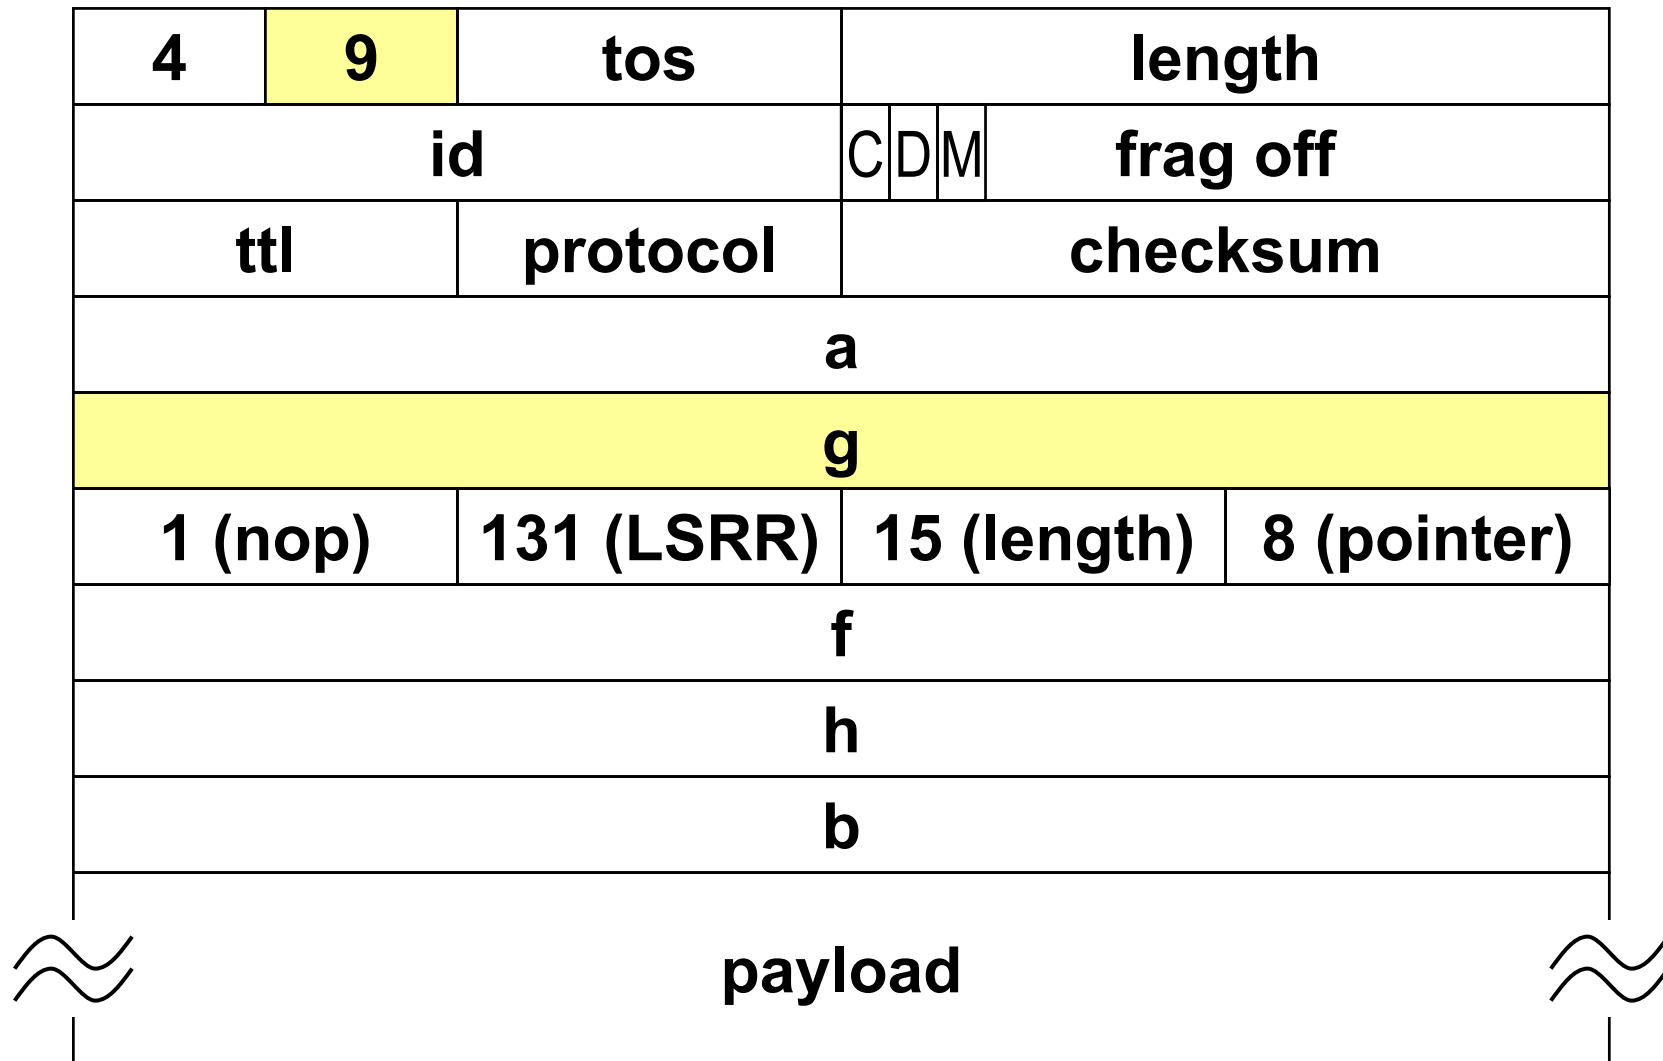 4 9 tos length
id C D M frag off
ttl protocol checksum
a
g
1 (nop) 131 (LSRR) 15 (length) 8 (pointer)
f
h
b
payload